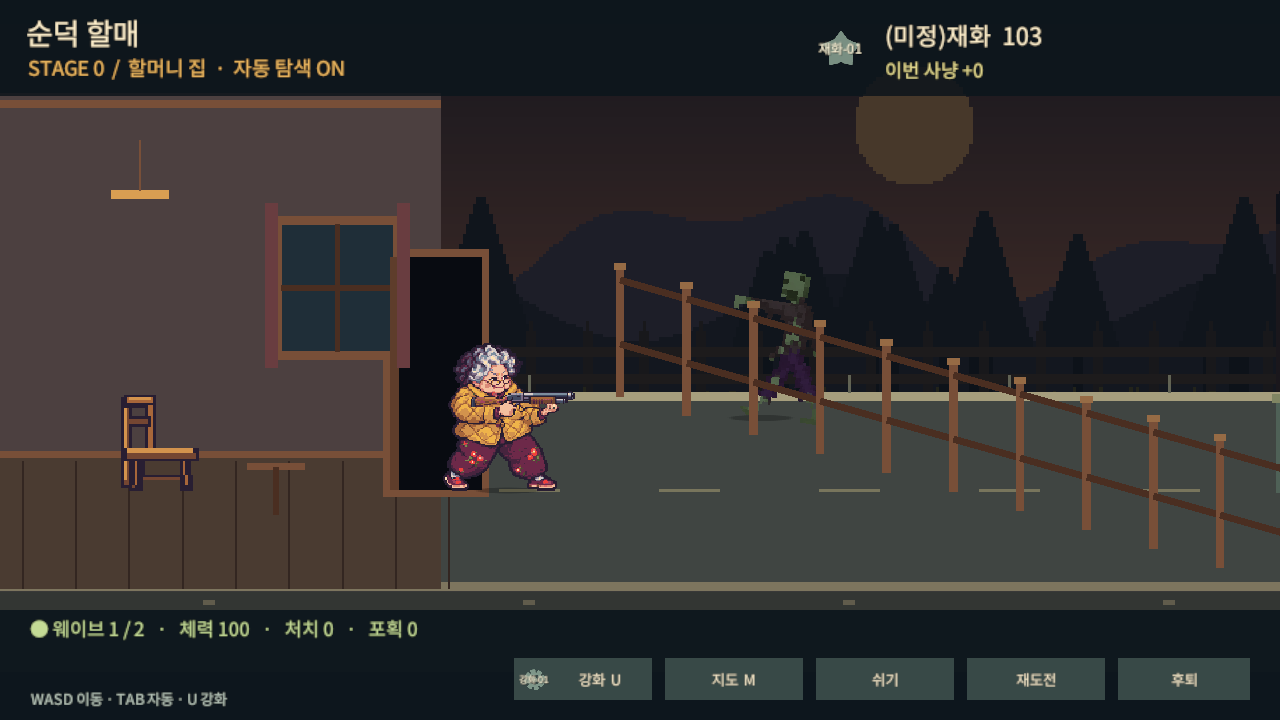 순덕 할매
STAGE 0 / 할머니 집 · 자동 탐색 ON
재화-01
(미정)재화 103
이번 사냥 +0
웨이브 1 / 2 · 체력 100 · 처치 0 · 포획 0
WASD 이동 · TAB 자동 · U 강화
강화 U
지도 M
쉬기
재도전
후퇴